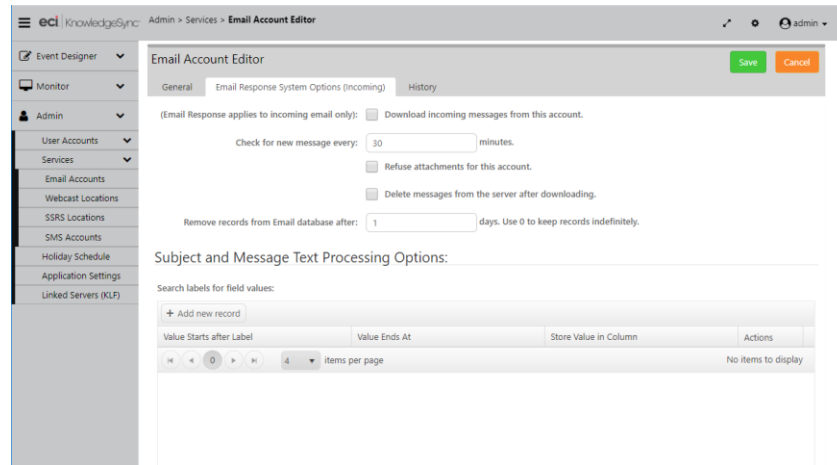 eci KnowledgeSync
Admin > Services > Email Account Editor
admin
Event Designer
Monitor
Admin
User Accounts
Services
Email Accounts
Webcast Locations
SSRS Locations
SMS Accounts
Holiday Schedule
Application Settings
Linked Servers (KLF)
Email Account Editor
Save
Cancel
General
Email Response System Options (Incoming)
History
(Email Response applies to incoming email only): Download incoming messages from this account.
Check for new message every: 30 minutes.
Refuse attachments for this account.
Delete messages from the server after downloading.
Remove records from Email database after: 1 days. Use 0 to keep records indefinitely.
Subject and Message Text Processing Options:
Search labels for field values:
+ Add new record
Value Starts after Label Value Ends At Store Value in Column Actions
0 4 items per page No items to display